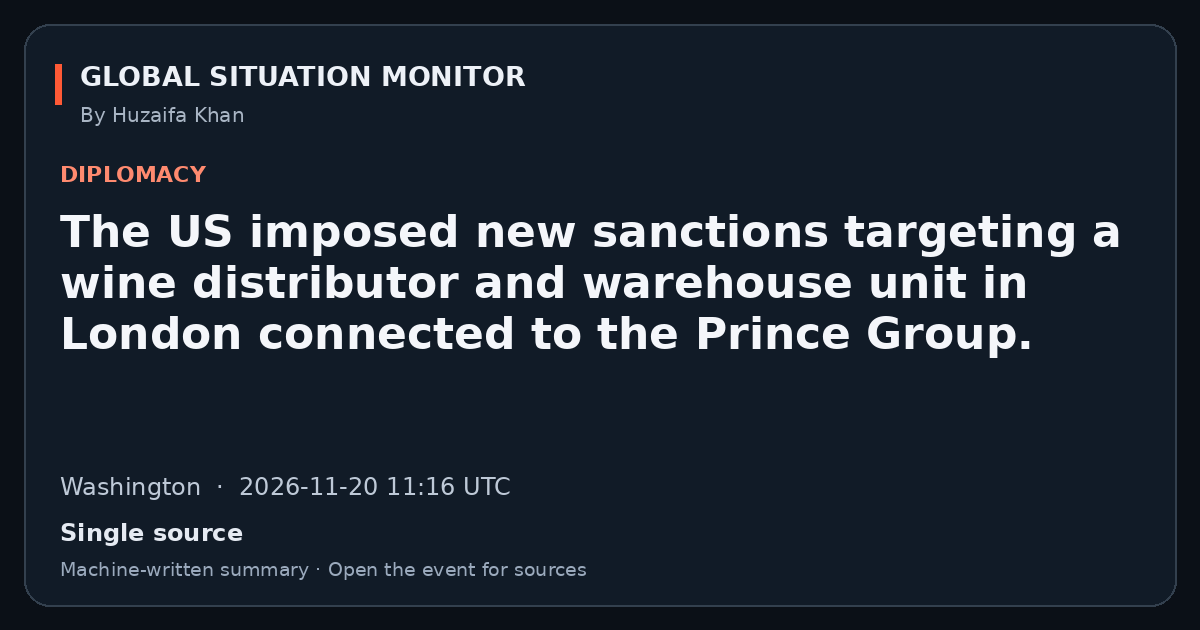 GLOBAL SITUATION MONITOR
By Huzaifa Khan
DIPLOMACY
The US imposed new sanctions targeting a
wine distributor and warehouse unit in
London connected to the Prince Group.
Washington · 2026-11-20 11:16 UTC
Single source
Machine-written summary · Open the event for sources